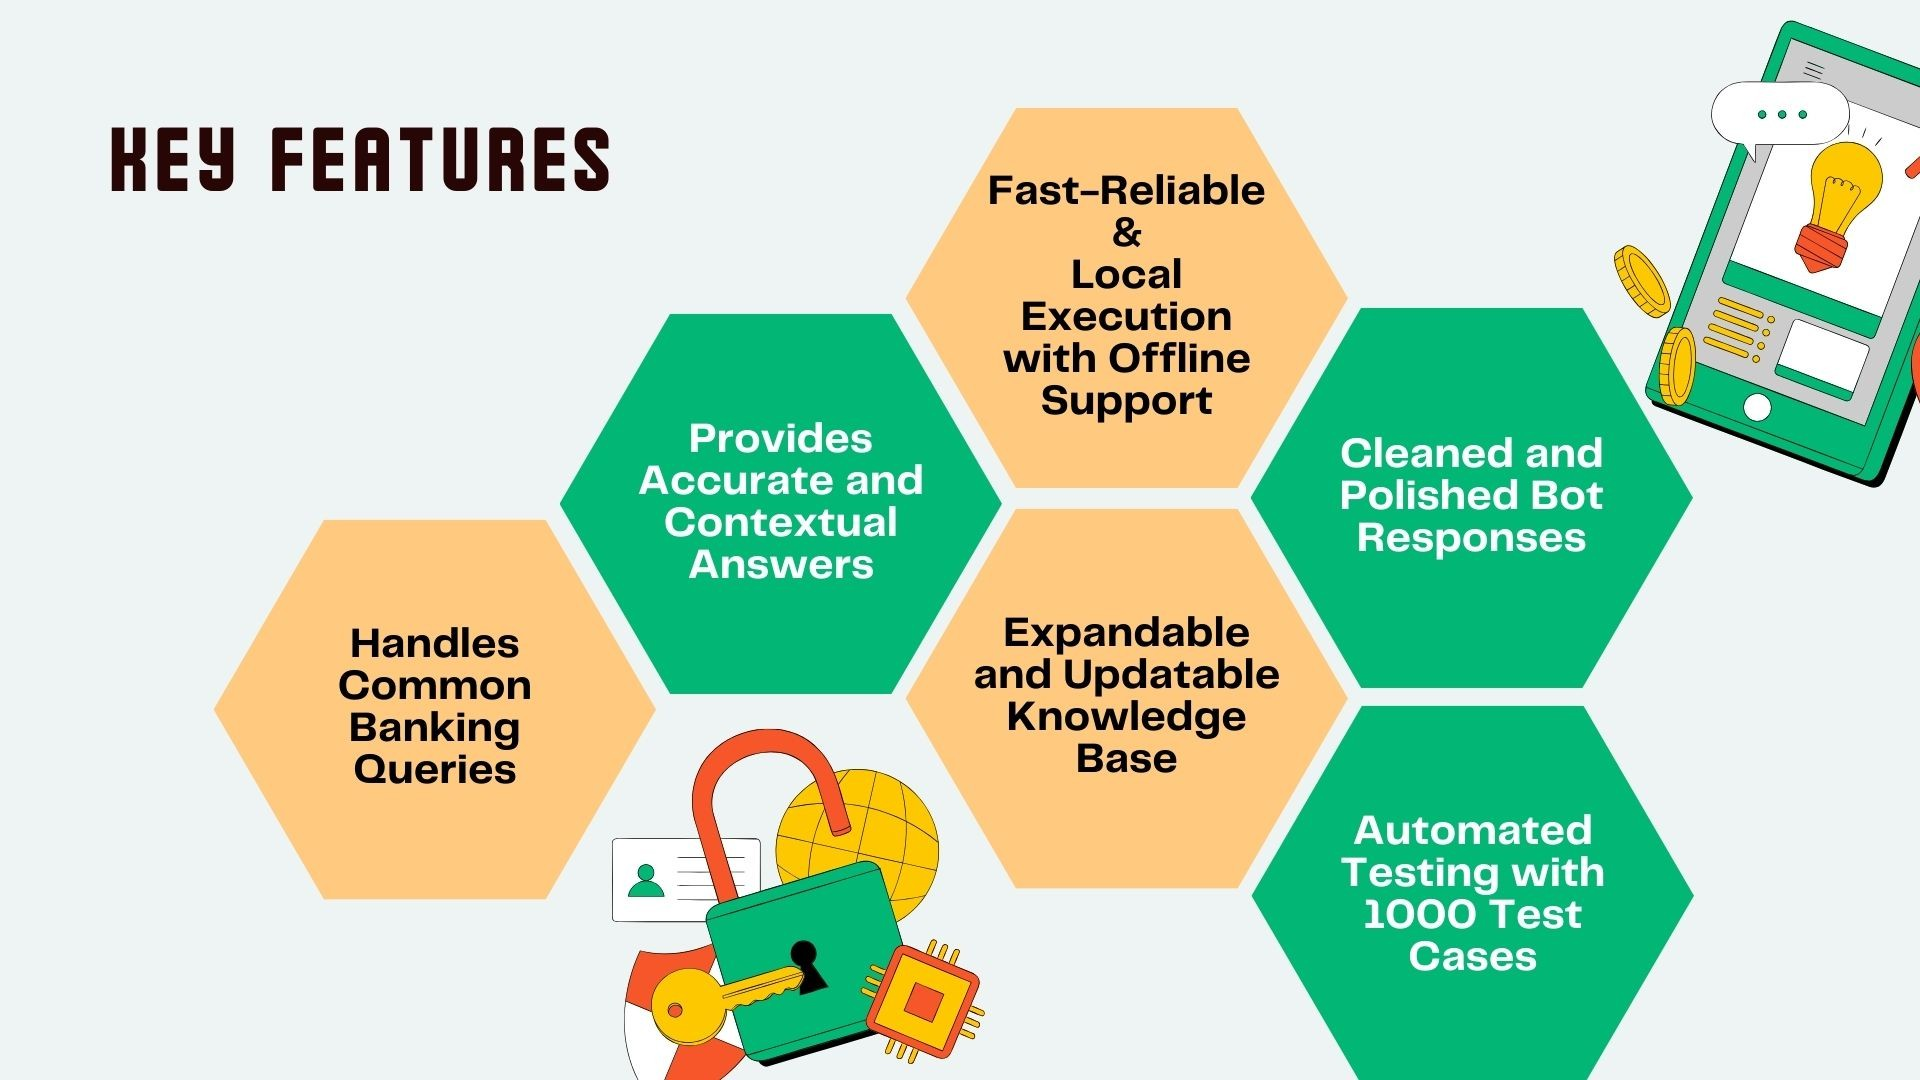 KEY FEATURES
Fast-Reliable
&
Local
Execution
with Offline
Support
Provides
Accurate and
Contextual
Answers
Cleaned and
Polished Bot
Responses
Handles
Common
Banking
Queries
Expandable
and Updatable
Knowledge
Base
Automated
Testing with
1000 Test
Cases